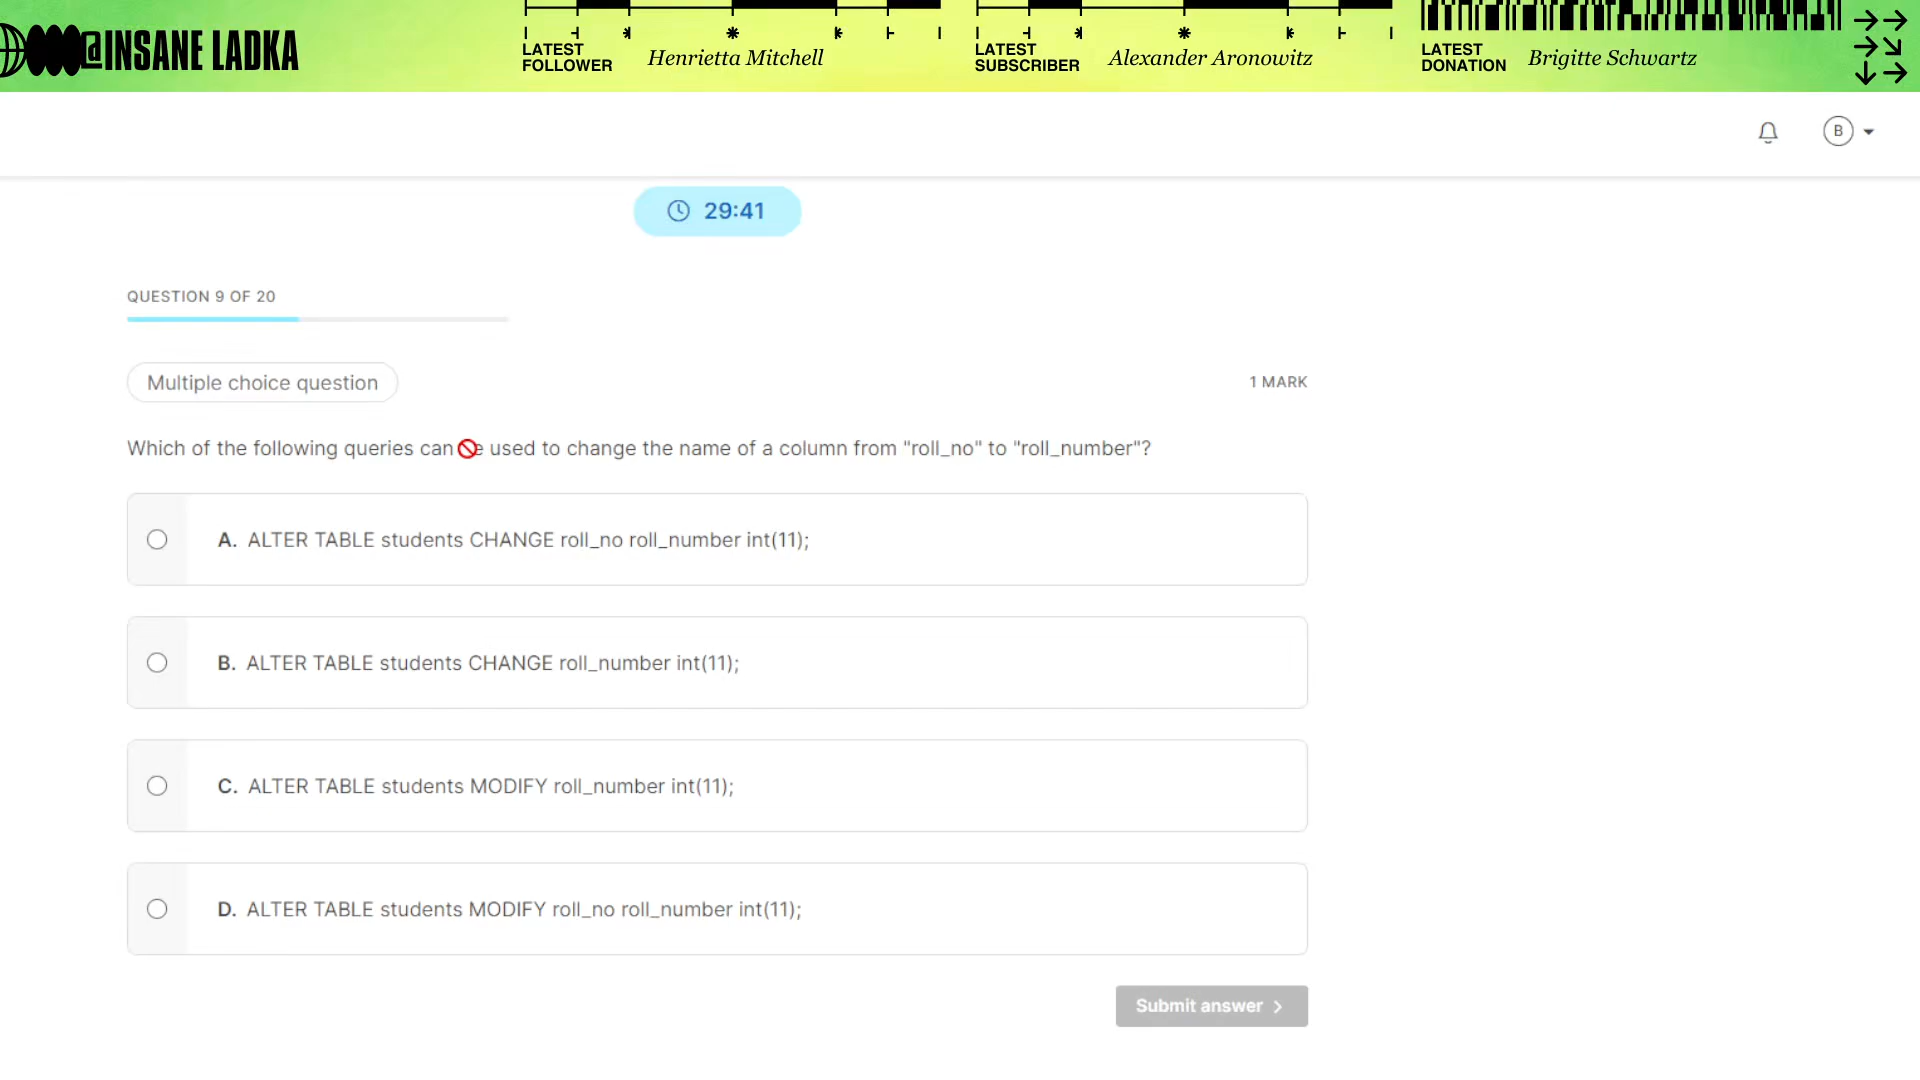 @INSANE LADKA
LATEST FOLLOWER
Henrietta Mitchell
LATEST SUBSCRIBER
Alexander Aronowitz
LATEST DONATION
Brigitte Schwartz
B
29:41
QUESTION 9 OF 20
Multiple choice question
1 MARK
Which of the following queries can used to change the name of a column from "roll_no" to "roll_number"?
A. ALTER TABLE students CHANGE roll_no roll_number int(11);
B. ALTER TABLE students CHANGE roll_number int(11);
C. ALTER TABLE students MODIFY roll_number int(11);
D. ALTER TABLE students MODIFY roll_no roll_number int(11);
Submit answer